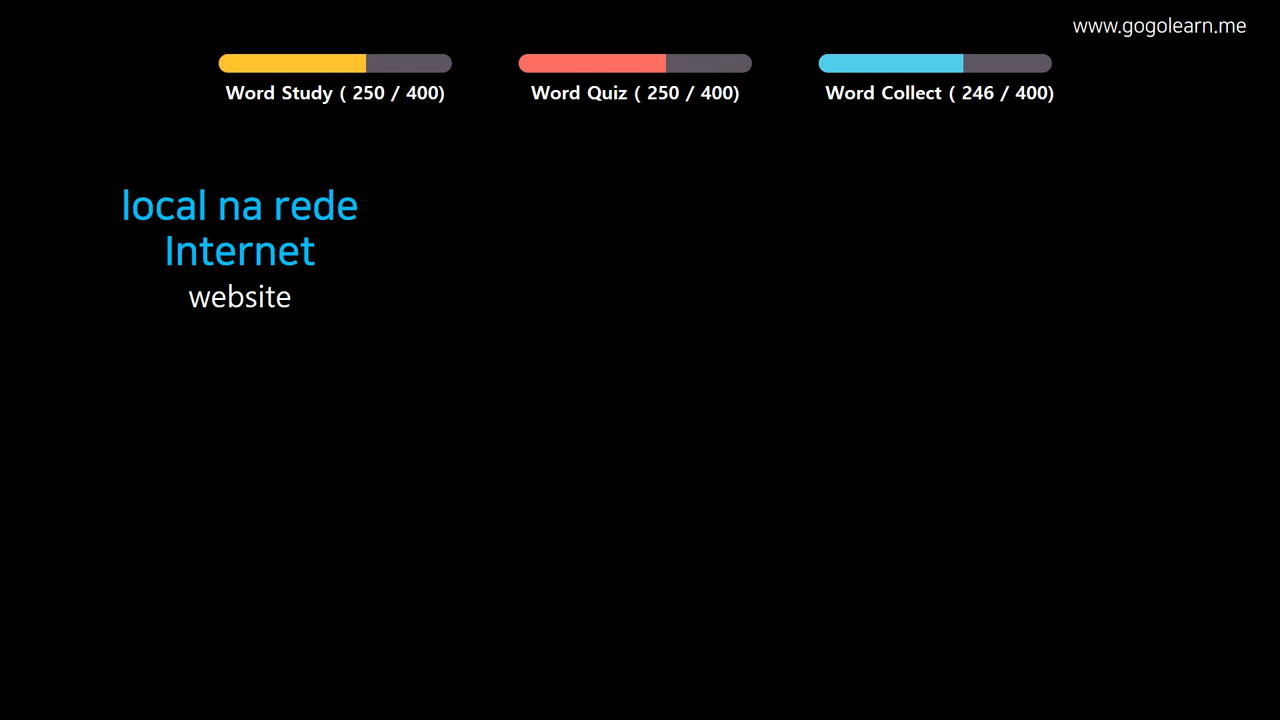 www.gogolearn.me
Word Study ( 250 / 400)
Word Quiz ( 250 / 400)
Word Collect ( 246 / 400)
local na rede
Internet
website